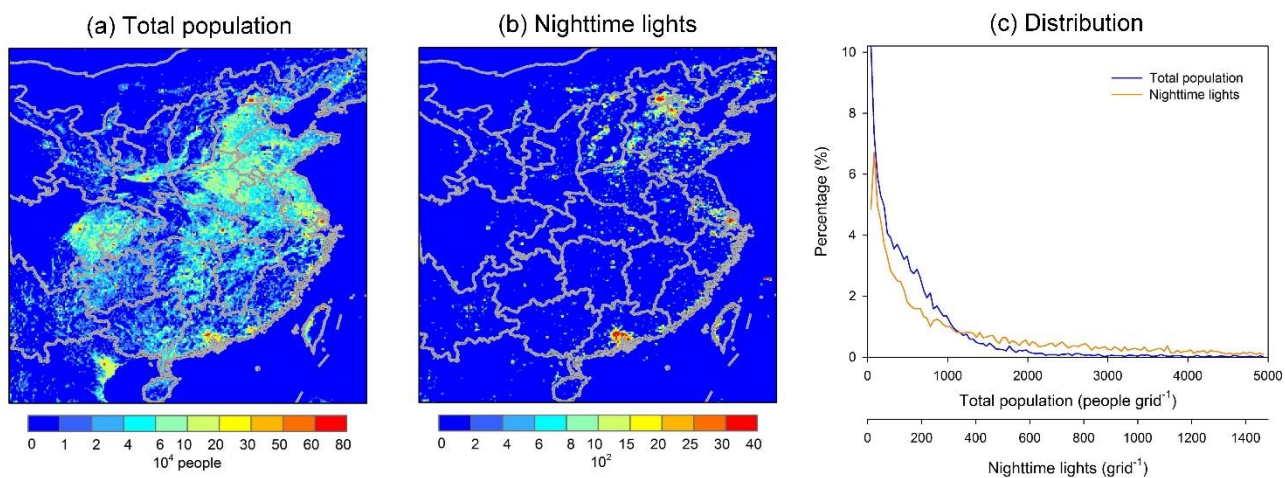 (a) Total population
(b) Nighttime lights
(c) Distribution
0 1 2 4 6 10 20 30 50 60 80
10⁴ people
0 2 4 6 8 10 15 20 25 30 40
10²
Percentage (%)
10
8
6
4
2
0
Total population
Nighttime lights
0 1000 2000 3000 4000 5000
Total population (people grid⁻¹)
0 200 400 600 800 1000 1200 1400
Nighttime lights (grid⁻¹)